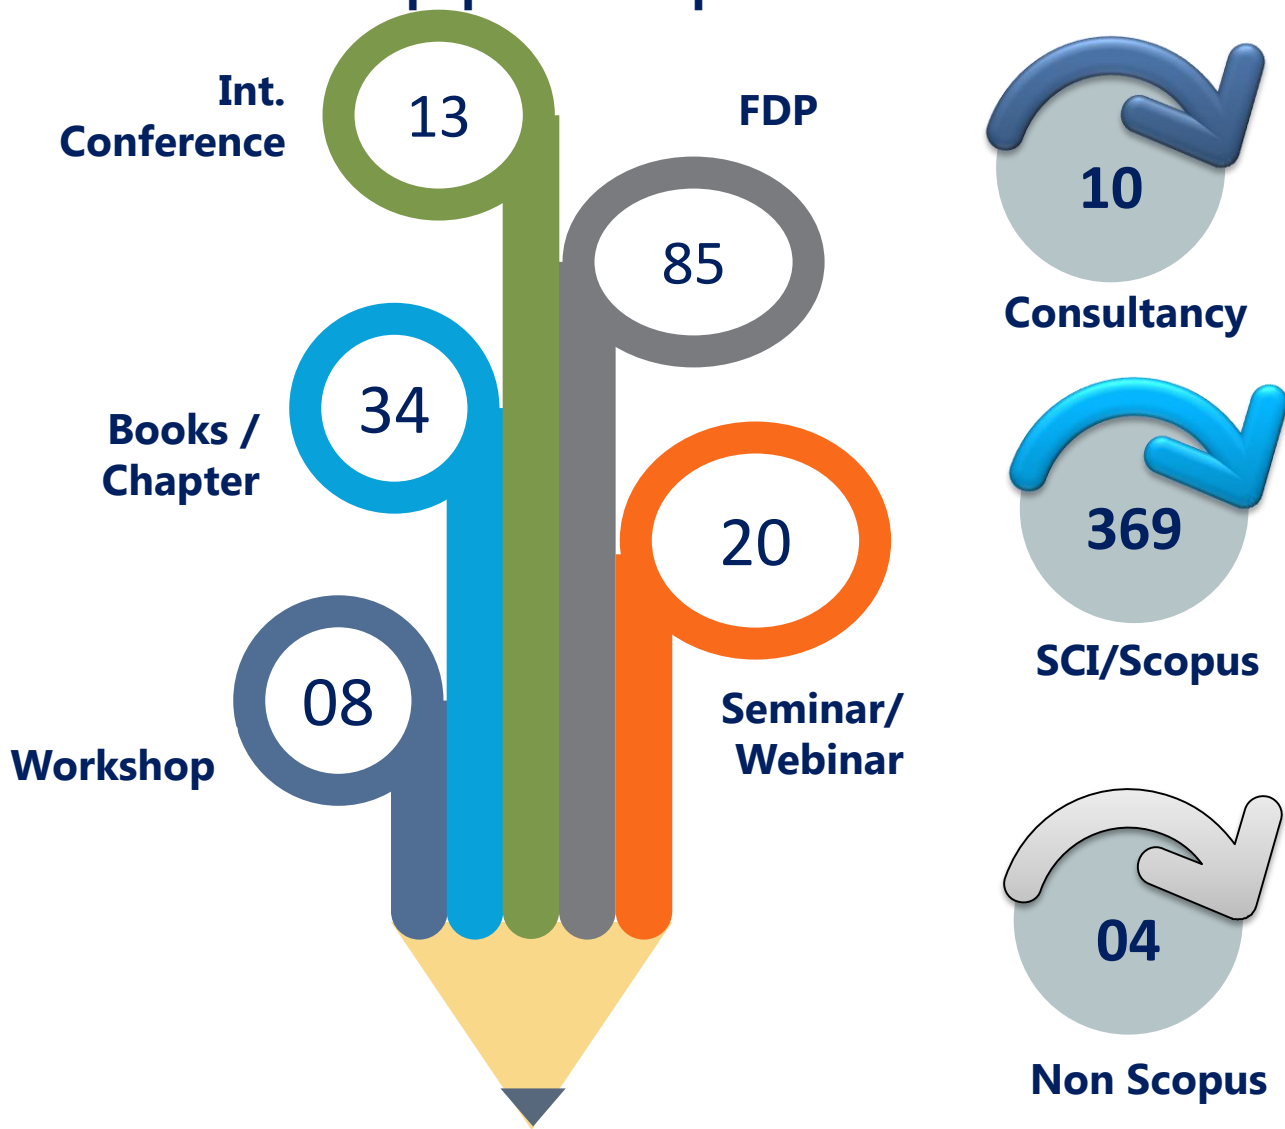 Int.
Conference
13
FDP
85
Books /
Chapter
34
20
Seminar/
Webinar
Workshop
08
10
Consultancy
369
SCI/Scopus
04
Non Scopus